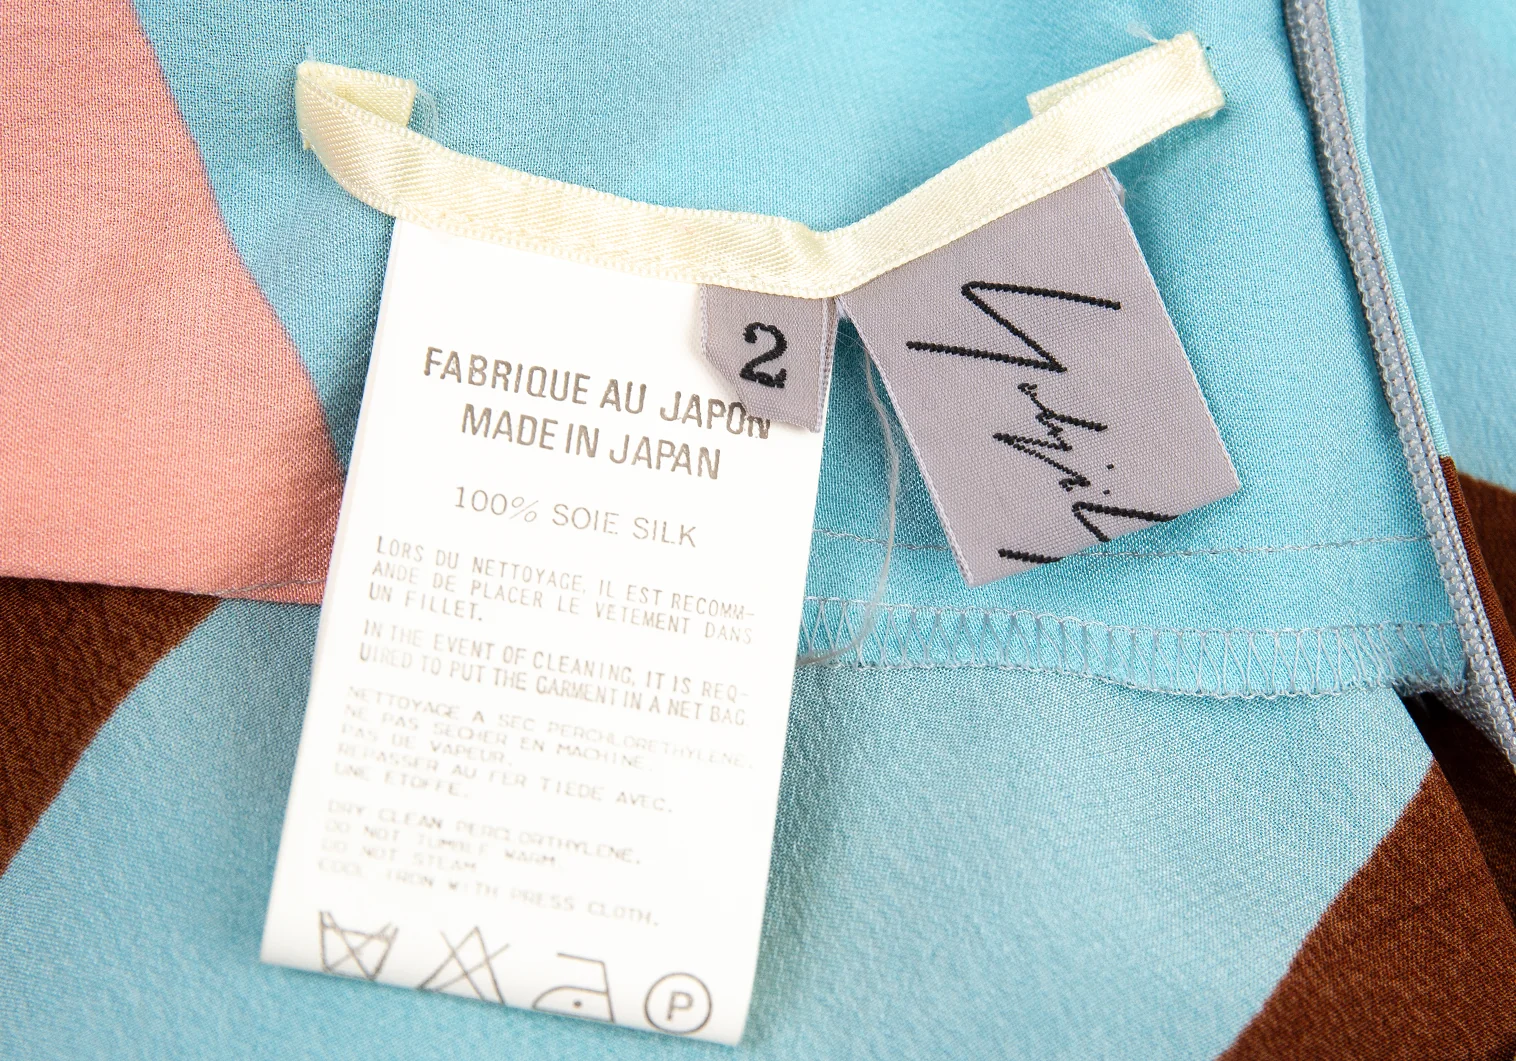 2
FABRIQUE AU JAPON
MADE IN JAPAN
100% SOIE SILK
LORS DU NETTOYAGE, IL EST RECOMM-
ANDE DE PLACER LE VETEMENT DANS
UN FILLET.
IN THE EVENT OF CLEANING, IT IS REQ-
UIRED TO PUT THE GARMENT IN A NET BAG
NETTOYAGE A SEC PERCHLORETHYLENE.
NE PAS SECHER EN MACHINE.
PAS DE VAPEUR.
REPASSER AU FER TIEDE AVEC.
UNE ETOFFE.
DRY CLEAN PERCLORTHYLENE.
DO NOT TUMBLE WARM
DO NOT STEAM
COOL IRON WITH PRESS CLOTH.
P